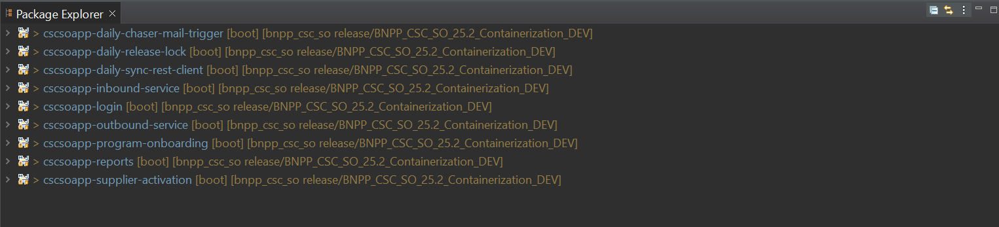 Package Explorer
> cscsoapp-daily-chaser-mail-trigger [boot] [bnpp_csc_so release/BNPP_CSC_SO_25.2_Containerization_DEV]
> cscsoapp-daily-release-lock [boot] [bnpp_csc_so release/BNPP_CSC_SO_25.2_Containerization_DEV]
> cscsoapp-daily-sync-rest-client [boot] [bnpp_csc_so release/BNPP_CSC_SO_25.2_Containerization_DEV]
> cscsoapp-inbound-service [boot] [bnpp_csc_so release/BNPP_CSC_SO_25.2_Containerization_DEV]
> cscsoapp-login [boot] [bnpp_csc_so release/BNPP_CSC_SO_25.2_Containerization_DEV]
> cscsoapp-outbound-service [boot] [bnpp_csc_so release/BNPP_CSC_SO_25.2_Containerization_DEV]
> cscsoapp-program-onboarding [boot] [bnpp_csc_so release/BNPP_CSC_SO_25.2_Containerization_DEV]
> cscsoapp-reports [boot] [bnpp_csc_so release/BNPP_CSC_SO_25.2_Containerization_DEV]
> cscsoapp-supplier-activation [boot] [bnpp_csc_so release/BNPP_CSC_SO_25.2_Containerization_DEV]